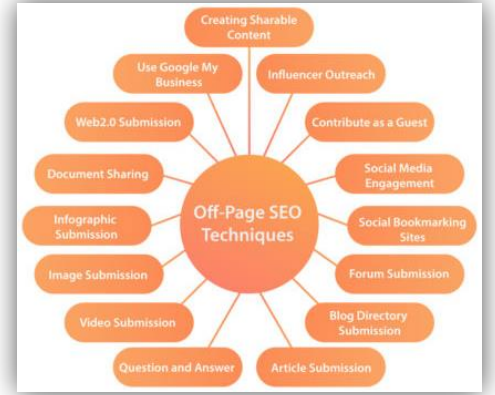 Creating Sharable
Content
Use Google My
Business
Influencer Outreach
Web2.0 Submission
Contribute as a Guest
Document Sharing
Social Media
Engagement
Off-Page SEO
Techniques
Infographic
Submission
Social Bookmarking
Sites
Image Submission
Forum Submission
Video Submission
Blog Directory
Submission
Question and Answer
Article Submission